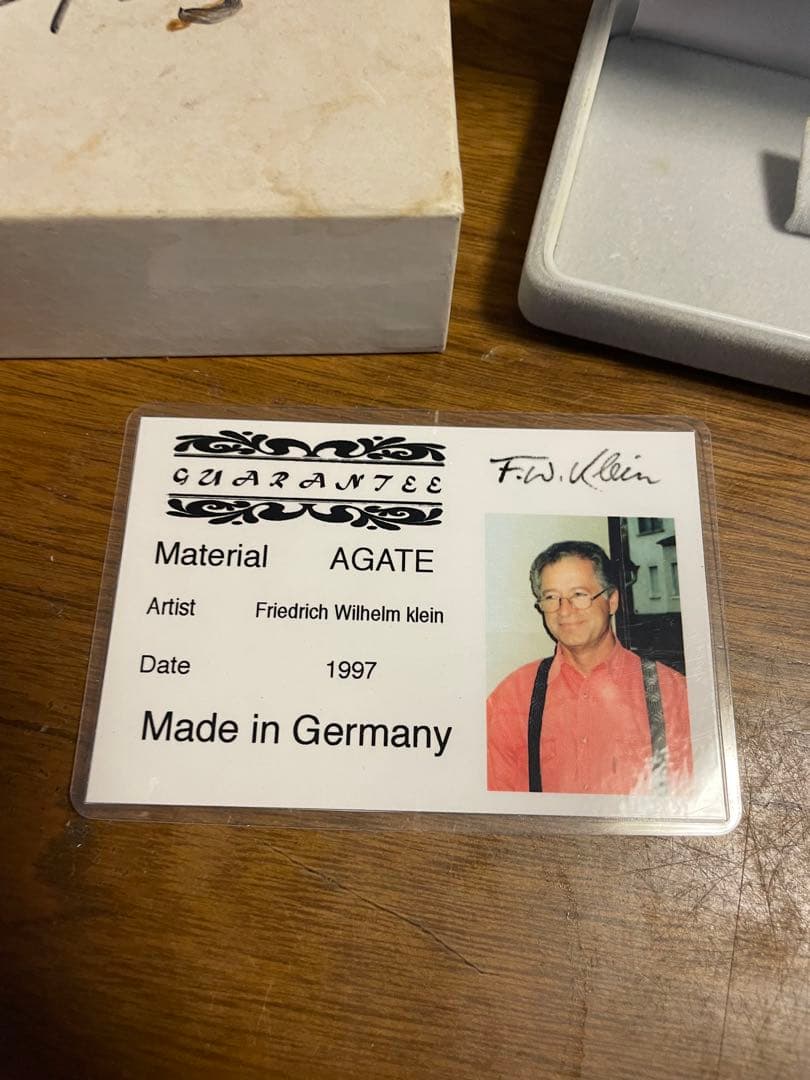 GUARANTEE
F.W. Klein
Material AGATE
Artist Friedrich Wilhelm klein
Date 1997
Made in Germany